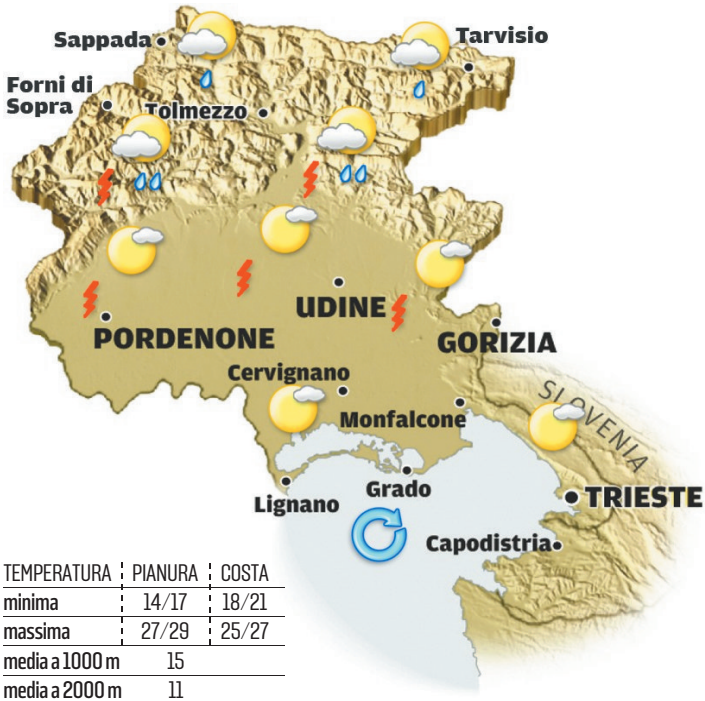 Sappada
Tarvisio
Forni di
Sopra
Tolmezzo
UDINE
PORDENONE
GORIZIA
Cervignano
SLOVENIA
Monfalcone
Lignano
Grado
TRIESTE
Capodistria
TEMPERATURA PIANURA COSTA
minima 14/17 18/21
massima 27/29 25/27
media a 1000 m 15
media a 2000 m 11